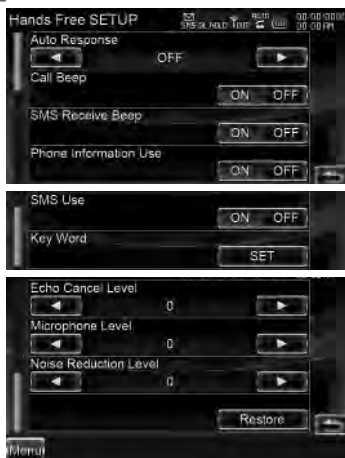 Hands Free SETUP
Auto Response
OFF
Call Beep
ON OFF
SMS Receive Beep
ON OFF
Phone Information Use
ON OFF
SMS Use
ON OFF
Key Word
SET
Echo Cancel Level
0
Microphone Level
0
Noise Reduction Level
0
Restore
Menu